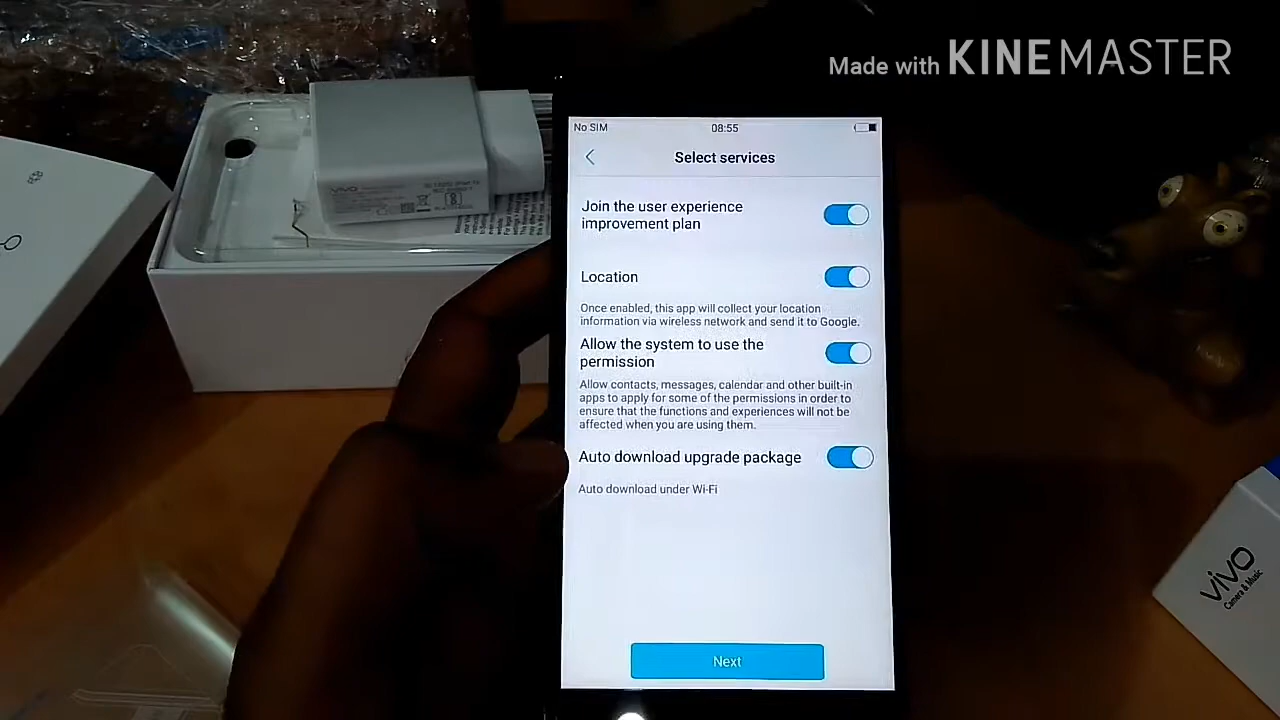 Made with KINEMASTER
No SIM
08:55
Select services
Join the user experience
improvement plan
Location
Once enabled, this app will collect your location
information via wireless network and send it to Google.
Allow the system to use the
permission
Allow contacts, messages, calendar and other built-in
apps to apply for some of the permissions in order to
ensure that the functions and experiences will not be
affected when you are using them.
Auto download upgrade package
Auto download under Wi-Fi
Next
vivo
vivo
Camera & Music